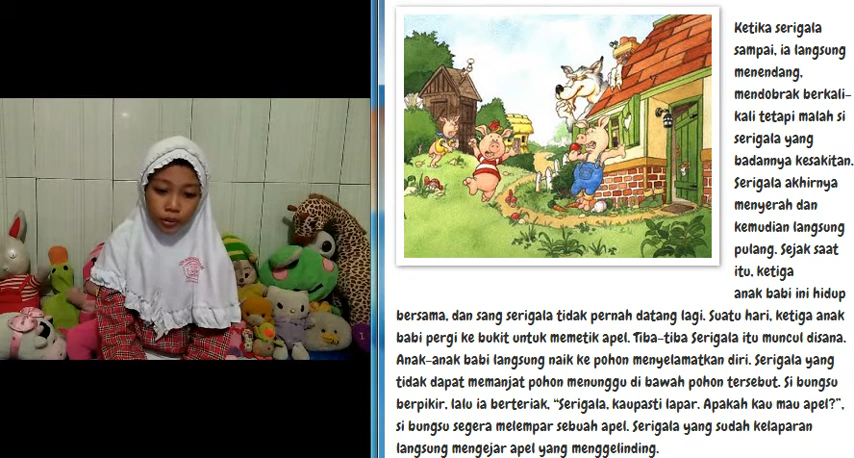 Ketika serigala
sampai, ia langsung
menendang,
mendobrak berkali-
kali tetapi malah si
serigala yang
badannya kesakitan.
Serigala akhirnya
menyerah dan
kemudian langsung
pulang. Sejak saat
itu, ketiga
anak babi ini hidup
bersama, dan sang serigala tidak pernah datang lagi. Suatu hari, ketiga anak
babi pergi ke bukit untuk memetik apel. Tiba-tiba Serigala itu muncul disana.
Anak-anak babi langsung naik ke pohon menyelamatkan diri. Serigala yang
tidak dapat memanjat pohon menunggu di bawah pohon tersebut. Si bungsu
berpikir, lalu ia berteriak, “Serigala, kaupasti lapar. Apakah kau mau apel?”,
si bungsu segera melempar sebuah apel. Serigala yang sudah kelaparan
langsung mengejar apel yang menggelinding.